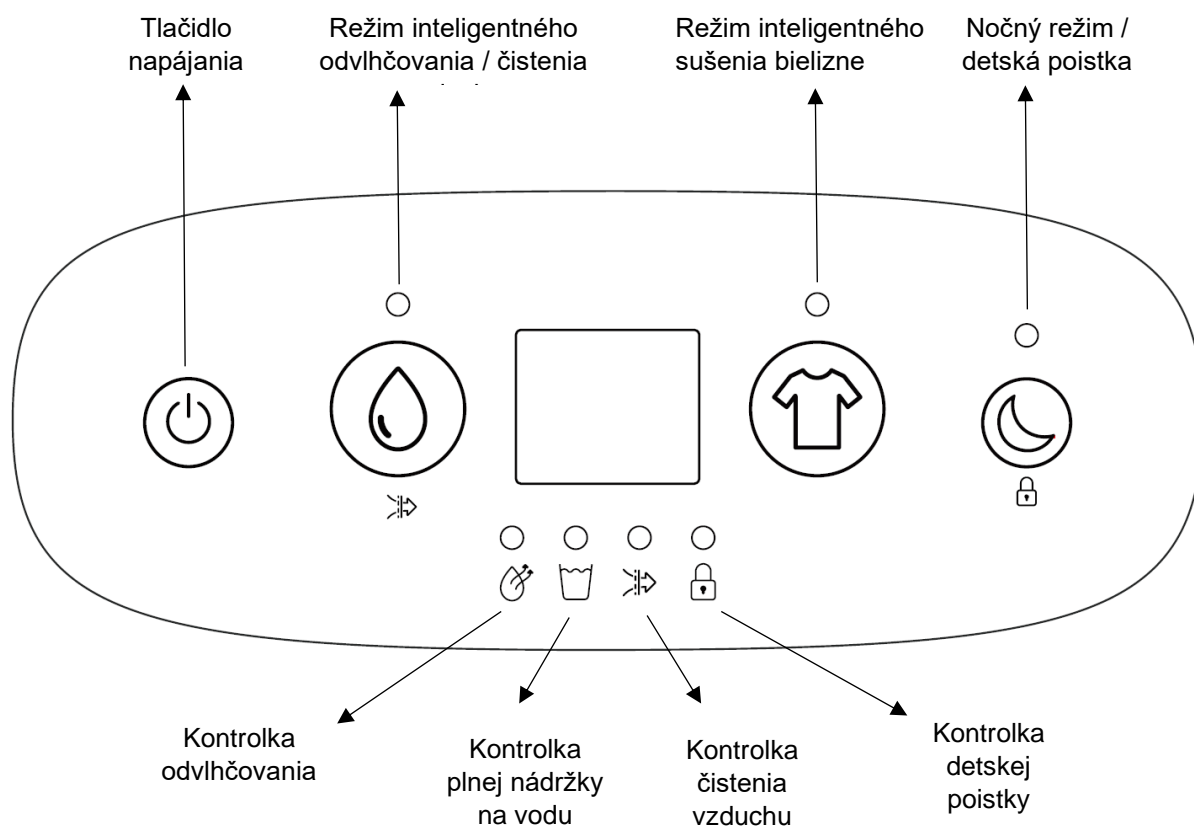 Tlačidlo
napájania
Režim inteligentného
odvlhčovania / čistenia
Režim inteligentného
sušenia bielizne
Nočný režim /
detská poistka
Kontrolka
odvlhčovania
Kontrolka
plnej nádržky
na vodu
Kontrolka
čistenia
vzduchu
Kontrolka
detskej
poistky